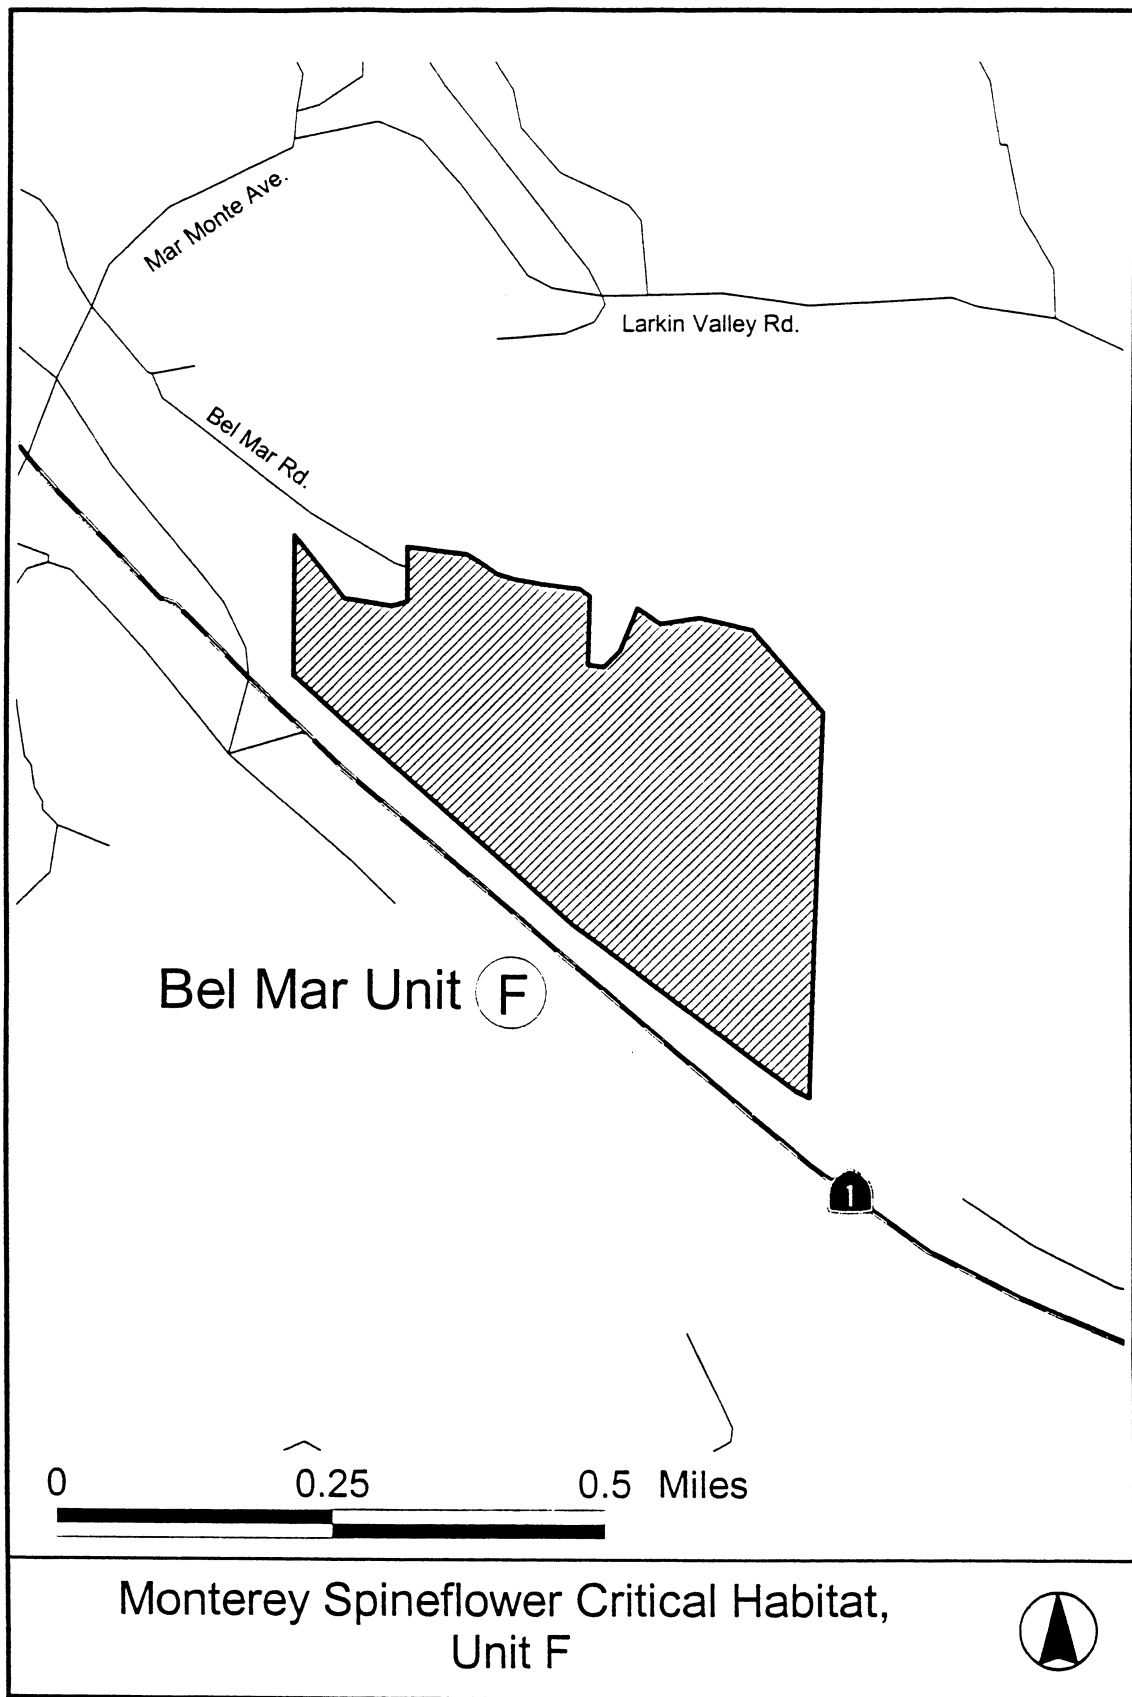 Mar Monte Ave.
Larkin Valley Rd.
Bel Mar Rd.
Bel Mar Unit F
1
0 0.25 0.5 Miles
Monterey Spineflower Critical Habitat,
Unit F